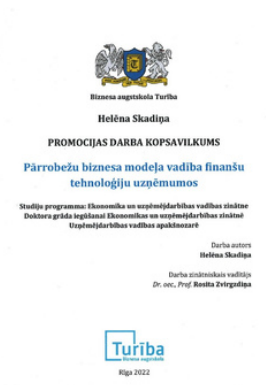 Biznesa augstskola Turība
Helēna Skadiņa
PROMOCIJAS DARBA KOPSAVILKUMS
Pārrobežu biznesa modeļa vadība finanšu
tehnoloģiju uzņēmumos
Studiju programma: Ekonomika un uzņēmējdarbības vadības zinātne
Doktora grāda iegūšanai Ekonomikas un uzņēmējdarbības zinātnē
Uzņēmējdarbības vadības apakšnozarē
Darba autors
Helēna Skadiņa
Darba zinātniskais vadītājs
Dr. oec., Prof. Rosita Zvirgzdiņa
Turība
Biznesa augstskola
Rīga 2022